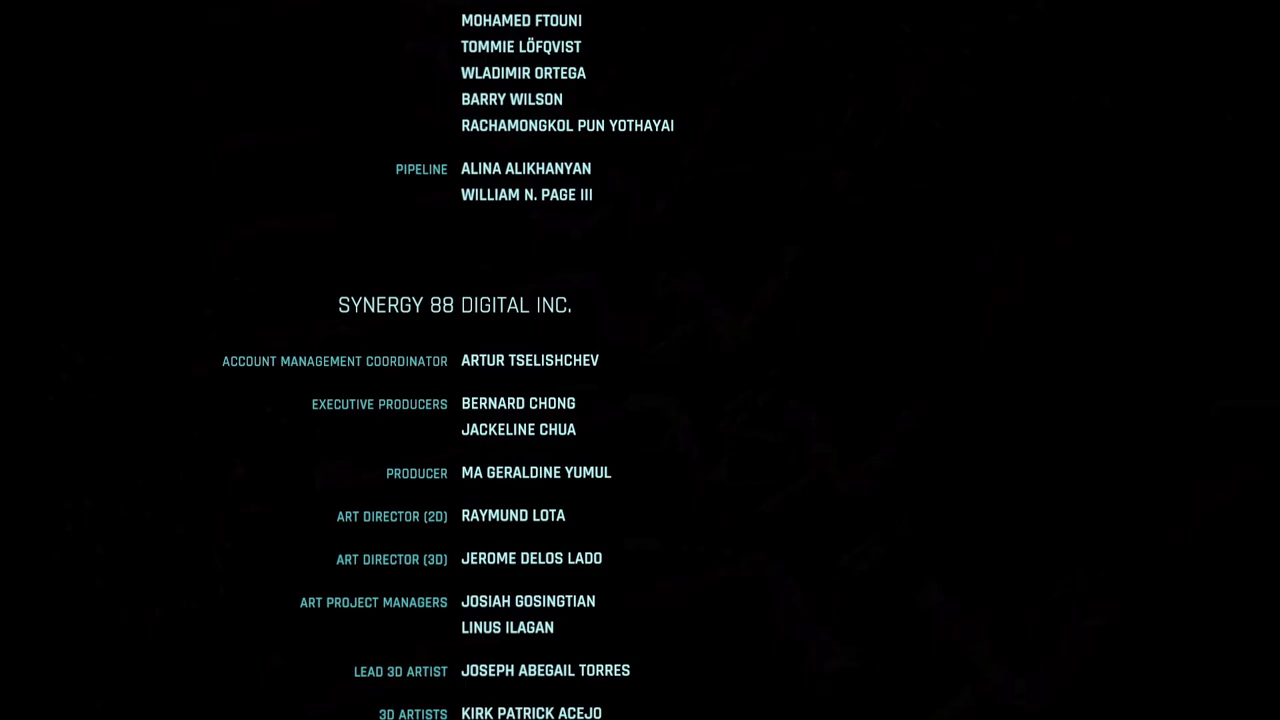 MOHAMED FTOUNI
TOMMIE LÖFQVIST
WLADIMIR ORTEGA
BARRY WILSON
RACHAMONGKOL PUN YOTHAYAI
PIPELINE ALINA ALIKHANYAN
WILLIAM N. PAGE III
SYNERGY 88 DIGITAL INC.
ACCOUNT MANAGEMENT COORDINATOR ARTUR TSELISHCHEV
EXECUTIVE PRODUCERS BERNARD CHONG
JACKELINE CHUA
PRODUCER MA GERALDINE YUMUL
ART DIRECTOR (2D) RAYMUND LOTA
ART DIRECTOR (3D) JEROME DELOS LADO
ART PROJECT MANAGERS JOSIAH GOSINGTIAN
LINUS ILAGAN
LEAD 3D ARTIST JOSEPH ABEGAIL TORRES
3D ARTISTS KIRK PATRICK ACEJO